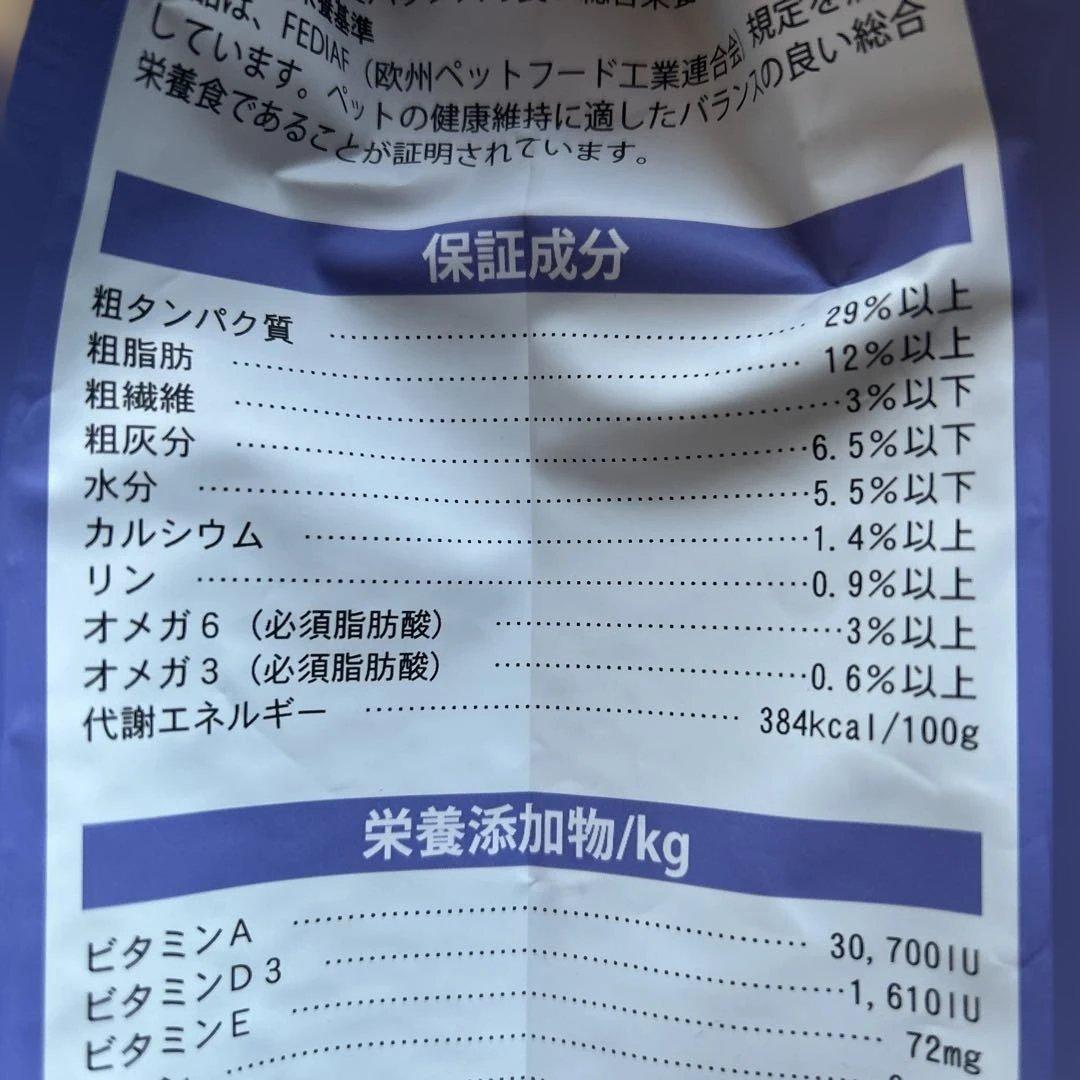 栄養基準
は、FEDIAF（欧州ペットフード工業連合会）規定を
しています。ペットの健康維持に適したバランスの良い総合
栄養食であることが証明されています。
保証成分
粗タンパク質 29%以上
粗脂肪 12%以上
粗繊維 3%以下
粗灰分 6.5%以下
水分 5.5%以下
カルシウム 1.4%以上
リン 0.9%以上
オメガ6（必須脂肪酸） 3%以上
オメガ3（必須脂肪酸） 0.6%以上
代謝エネルギー 384kcal/100g
栄養添加物/kg
ビタミンA 30,700IU
ビタミンD3 1,610IU
ビタミンE 72mg